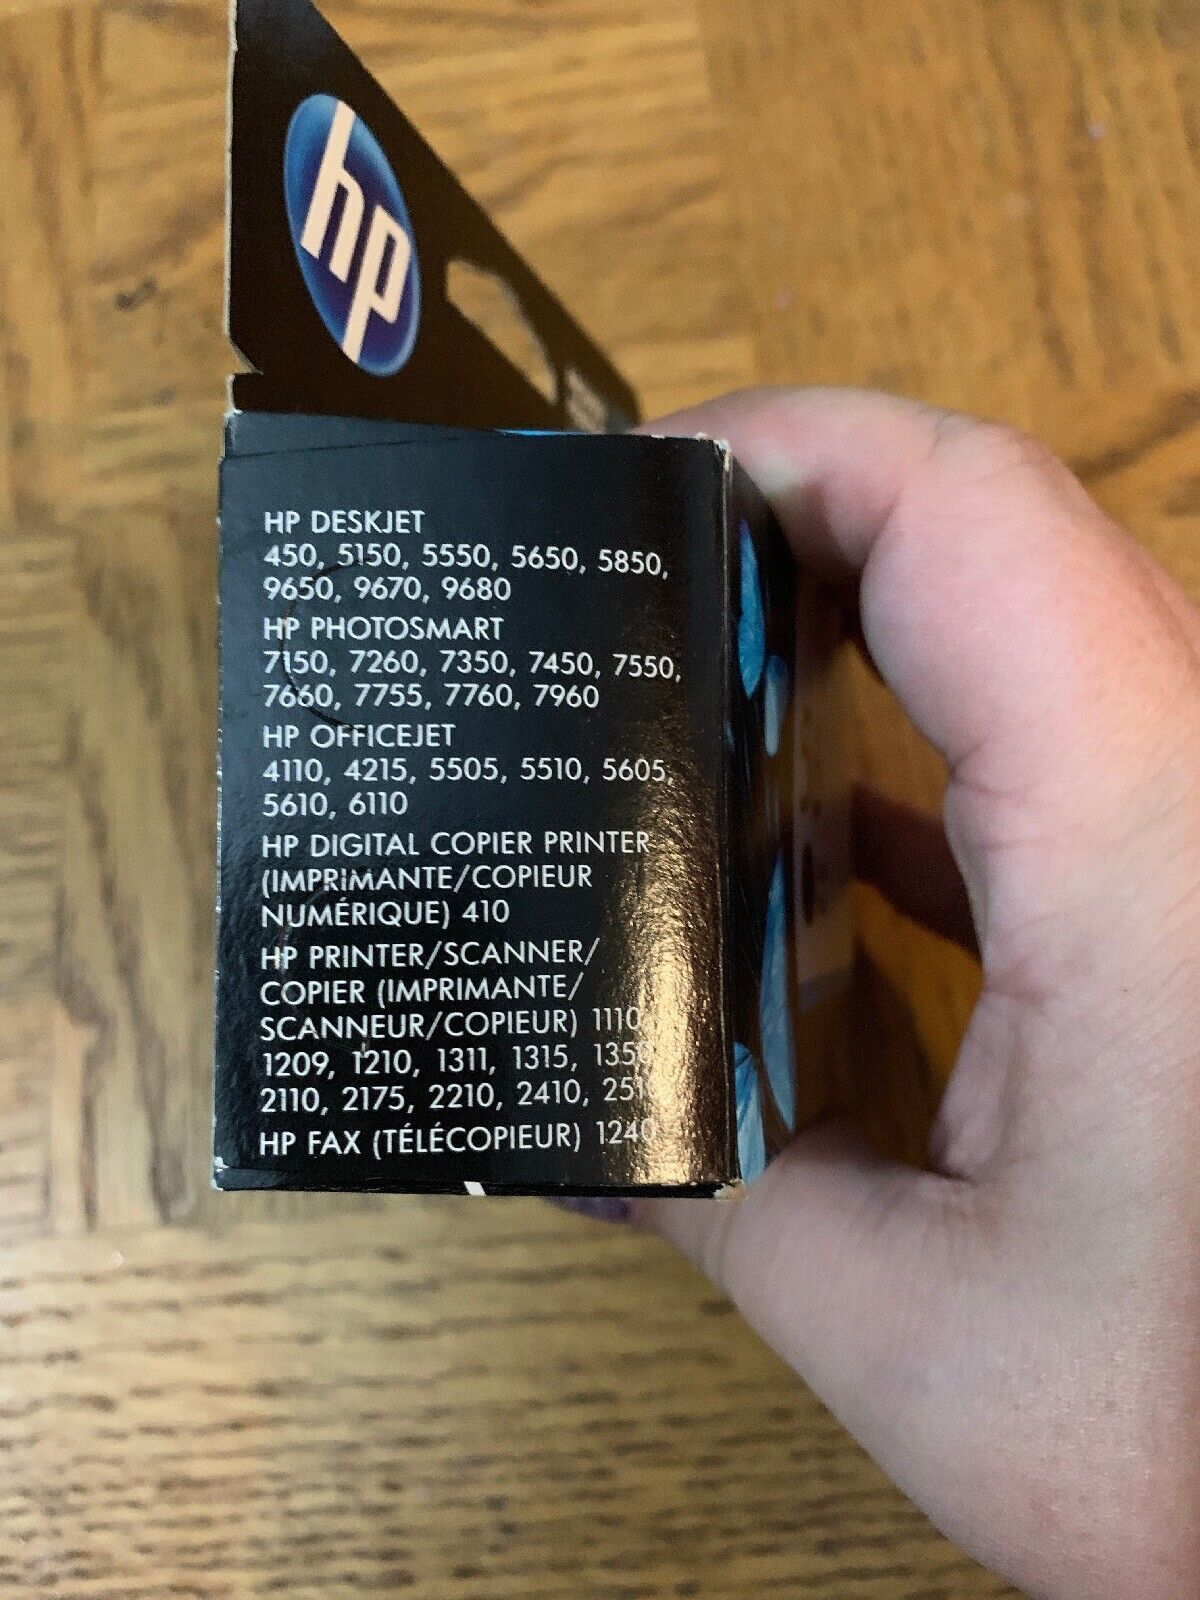 hp
HP DESKJET
450, 5150, 5550, 5650, 5850,
9650, 9670, 9680
HP PHOTOSMART
7150, 7260, 7350, 7450, 7550,
7660, 7755, 7760, 7960
HP OFFICEJET
4110, 4215, 5505, 5510, 5605,
5610, 6110
HP DIGITAL COPIER PRINTER
(IMPRIMANTE/COPIEUR
NUMÉRIQUE) 410
HP PRINTER/SCANNER/
COPIER (IMPRIMANTE/
SCANNEUR/COPIEUR) 1110,
1209, 1210, 1311, 1315, 1350,
2110, 2175, 2210, 2410,
HP FAX (TÉLÉCOPIEUR) 1240